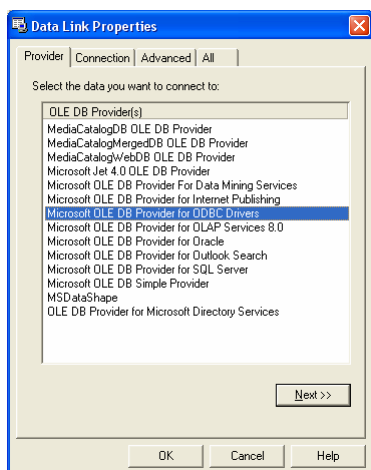 Data Link Properties
Provider Connection Advanced All
Select the data you want to connect to:
OLE DB Provider(s)
MediaCatalogDB OLE DB Provider
MediaCatalogMergedDB OLE DB Provider
MediaCatalogWebDB OLE DB Provider
Microsoft Jet 4.0 OLE DB Provider
Microsoft OLE DB Provider For Data Mining Services
Microsoft OLE DB Provider for Internet Publishing
Microsoft OLE DB Provider for ODBC Drivers
Microsoft OLE DB Provider for OLAP Services 8.0
Microsoft OLE DB Provider for Oracle
Microsoft OLE DB Provider for Outlook Search
Microsoft OLE DB Provider for SQL Server
Microsoft OLE DB Simple Provider
MSDataShape
OLE DB Provider for Microsoft Directory Services
Next >>
OK Cancel Help